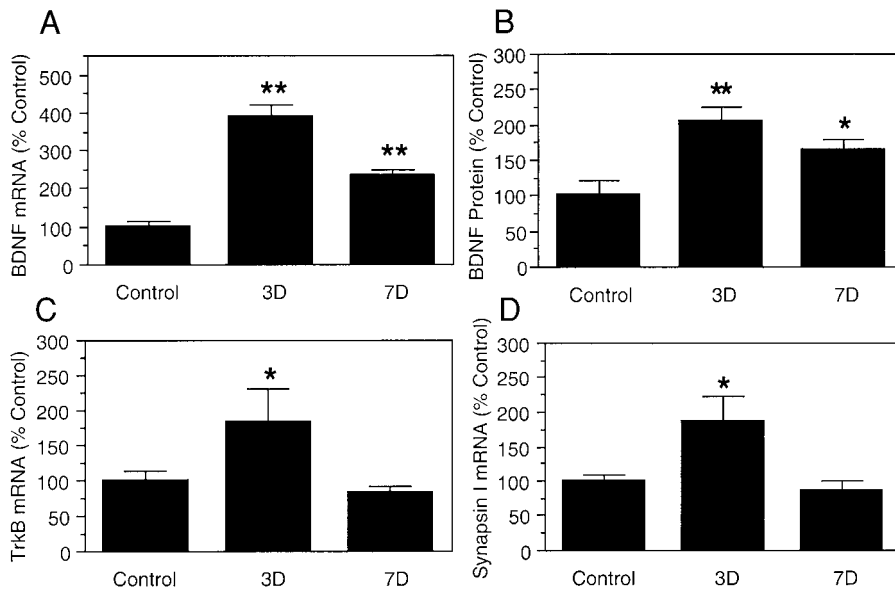 A
BDNF mRNA (% Control)
500
400
300
200
100
0
**
**
Control 3D 7D
B
BDNF Protein (% Control)
300
250
200
150
100
50
0
**
*
Control 3D 7D
C
TrkB mRNA (% Control)
300
250
200
150
100
50
0
*
Control 3D 7D
D
Synapsin I mRNA (% Control)
300
250
200
150
100
50
0
*
Control 3D 7D